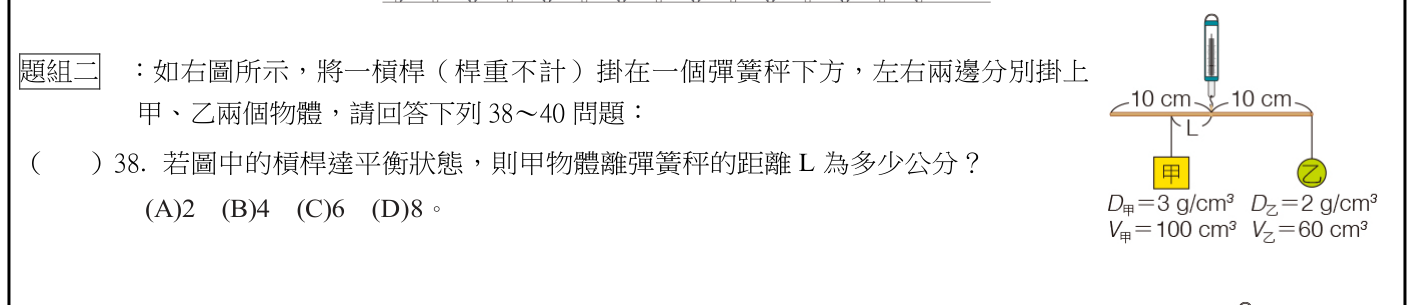 題組二 ：如右圖所示，將一槓桿（桿重不計）掛在一個彈簧秤下方，左右兩邊分別掛上
甲、乙兩個物體，請回答下列 38～40 問題：
（　　）38. 若圖中的槓桿達平衡狀態，則甲物體離彈簧秤的距離 L 為多少公分？
(A)2 (B)4 (C)6 (D)8。
10 cm 10 cm
L
甲 乙
D甲＝3 g/cm³ D乙＝2 g/cm³
V甲＝100 cm³ V乙＝60 cm³